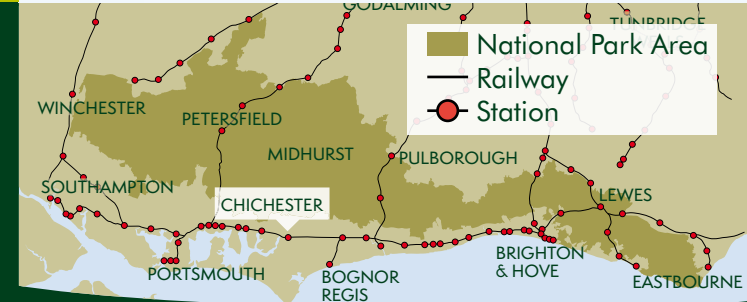 GODALMING
TUNBRIDGE
National Park Area
Railway
Station
WINCHESTER
PETERSFIELD
MIDHURST
PULBOROUGH
SOUTHAMPTON
CHICHESTER
LEWES
PORTSMOUTH
BOGNOR
REGIS
BRIGHTON
& HOVE
EASTBOURNE